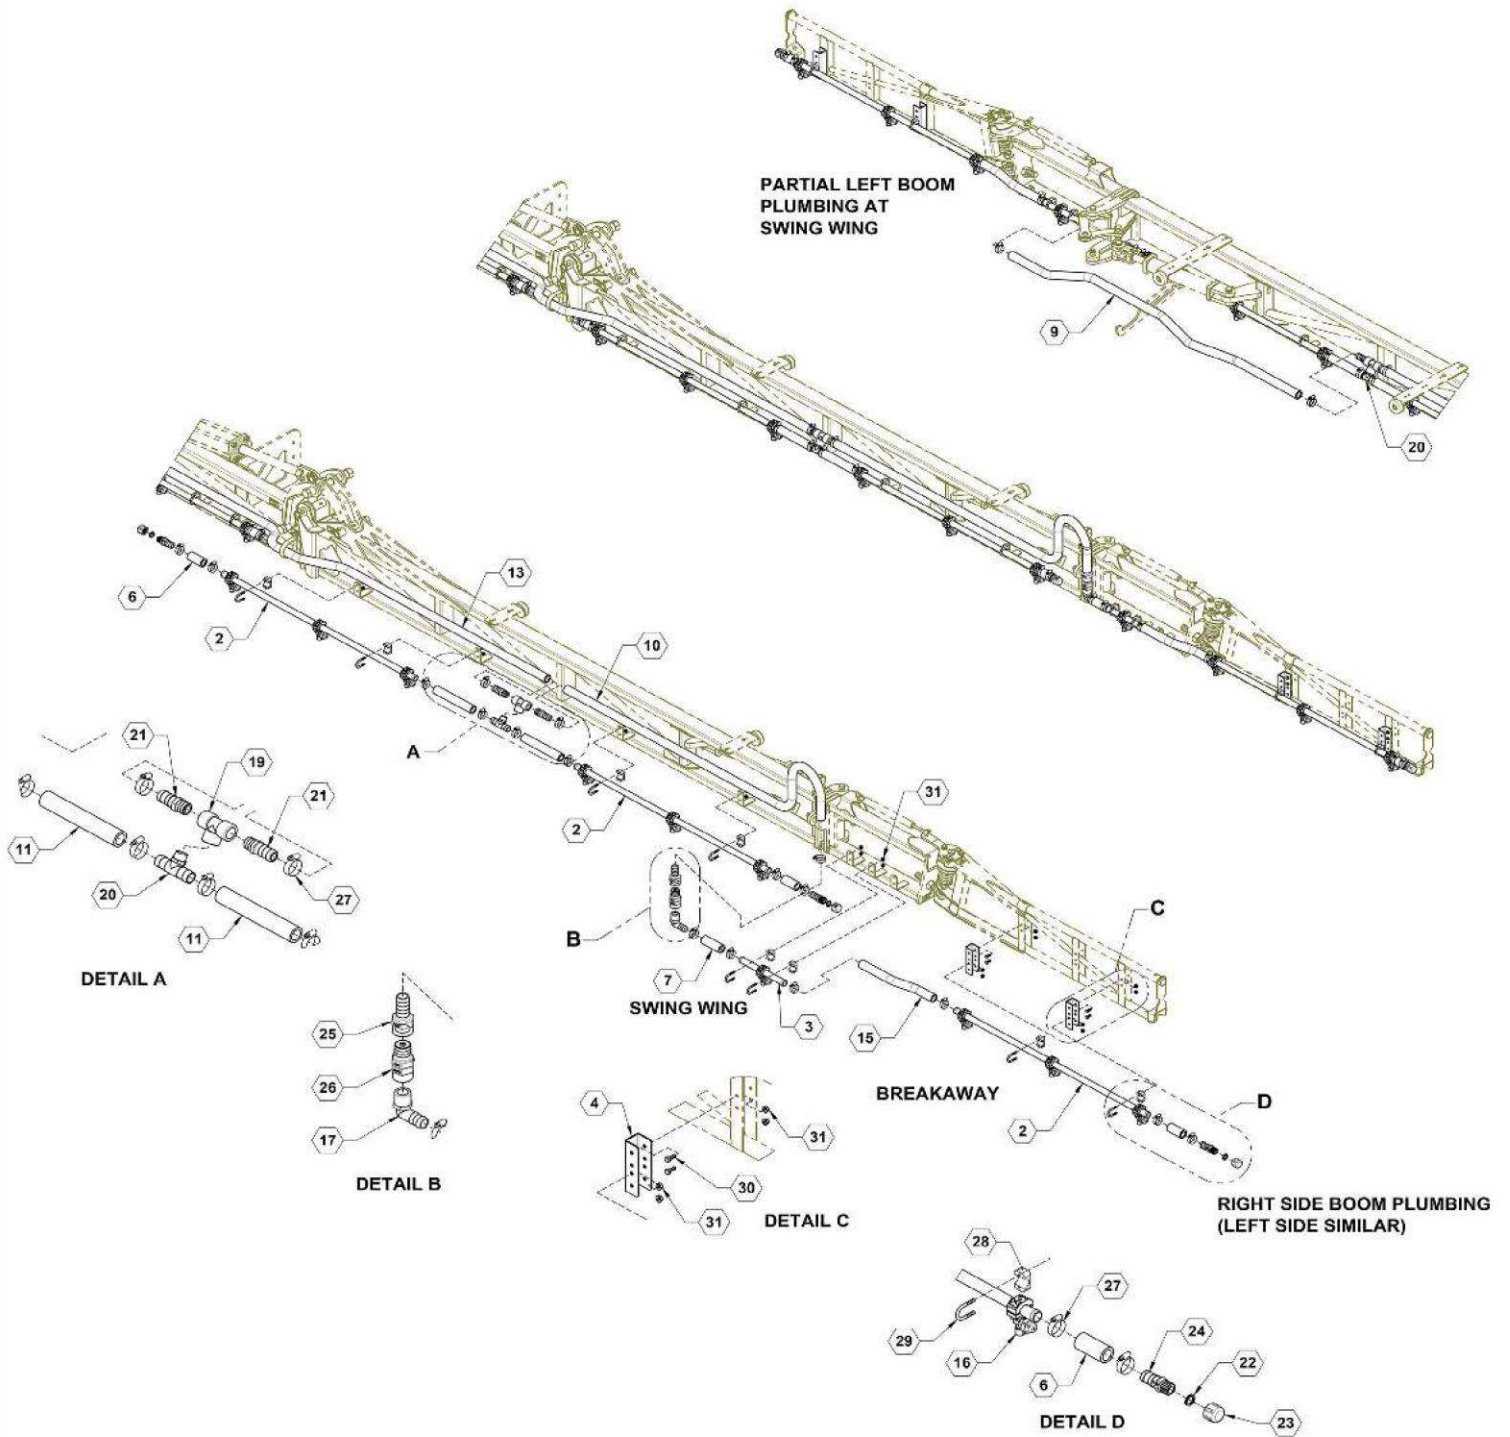 PARTIAL LEFT BOOM
PLUMBING AT
SWING WING
9
20
13
6
2
10
A
21
19
21
31
11
2
27
20
11
C
B
DETAIL A
7
SWING WING
3
15
25
BREAKAWAY
26
4
D
17
31
2
30
DETAIL B
31
DETAIL C
RIGHT SIDE BOOM PLUMBING
(LEFT SIDE SIMILAR)
28
27
29
24
16
22
6
23
DETAIL D